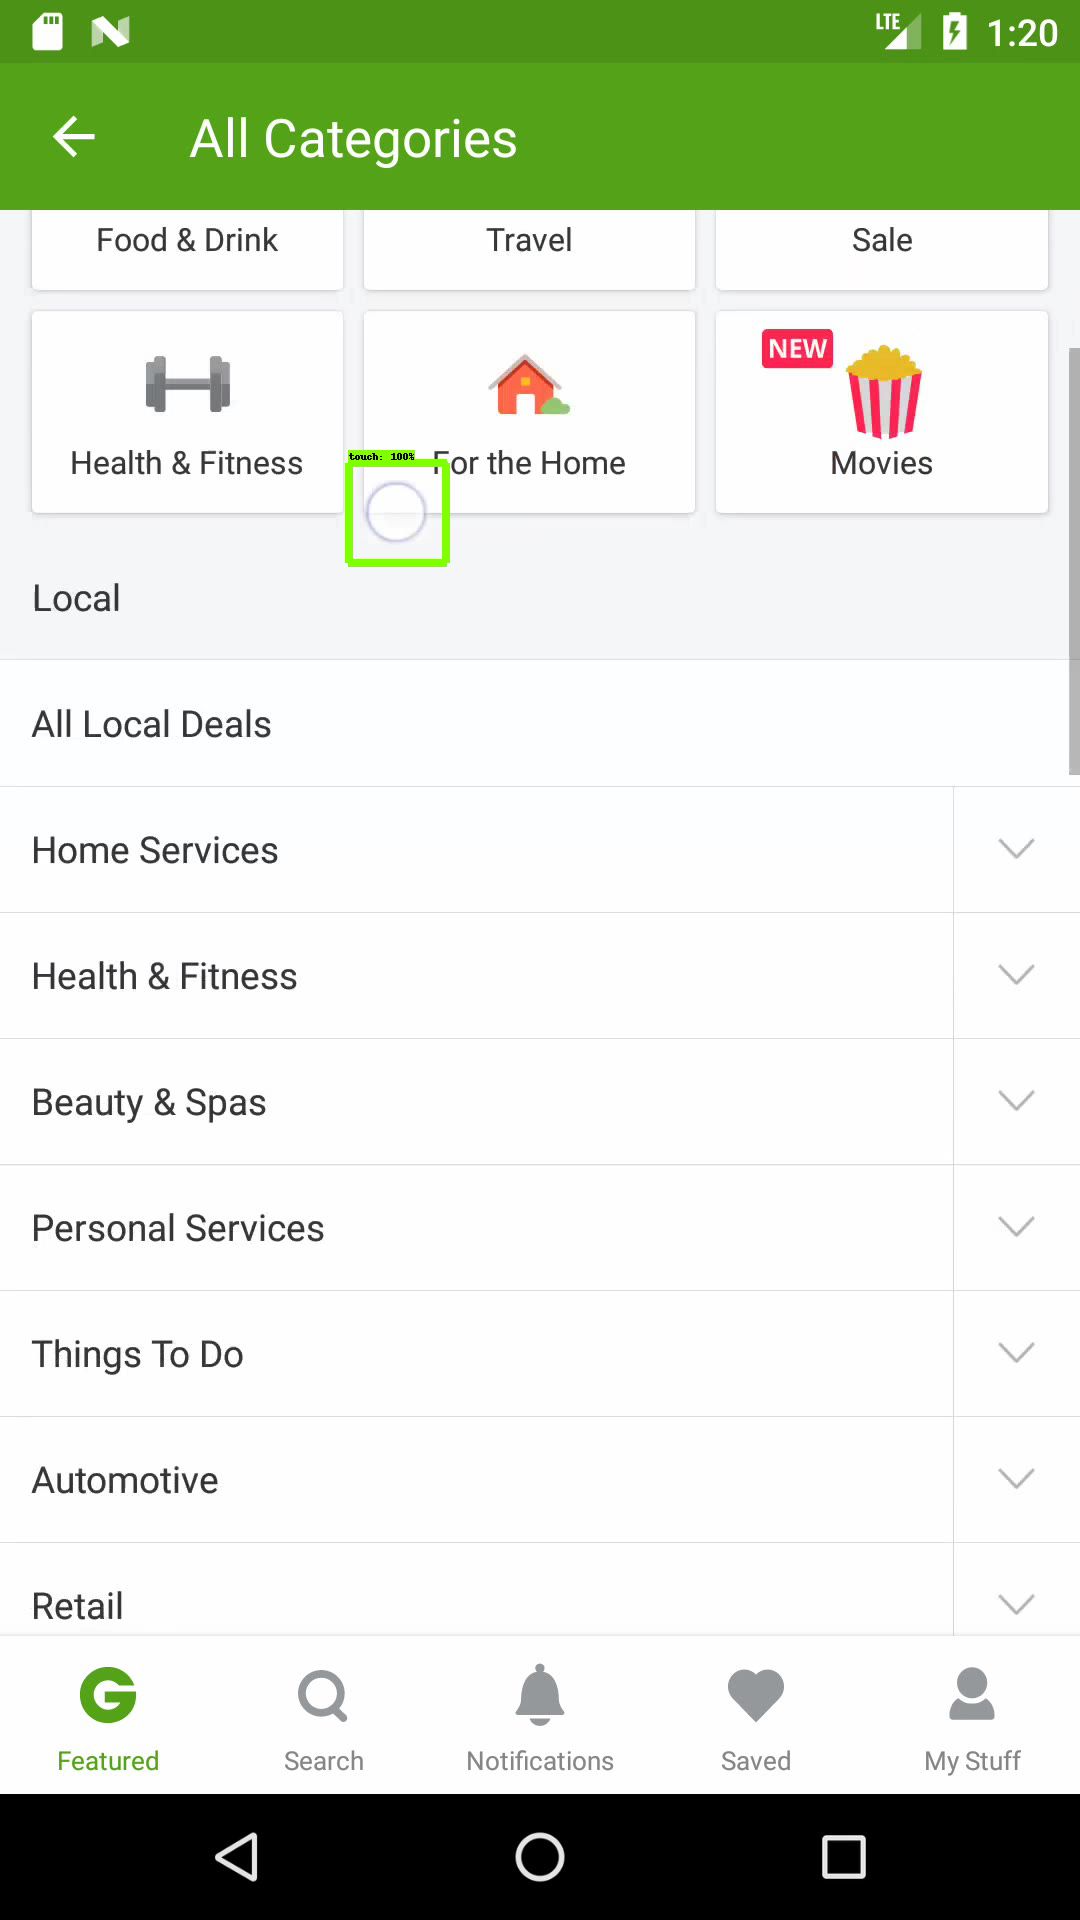 LTE 1:20
All Categories
Food & Drink Travel Sale
NEW
Health & Fitness For the Home Movies
touch: 100%
Local
All Local Deals
Home Services
Health & Fitness
Beauty & Spas
Personal Services
Things To Do
Automotive
Retail
Featured Search Notifications Saved My Stuff